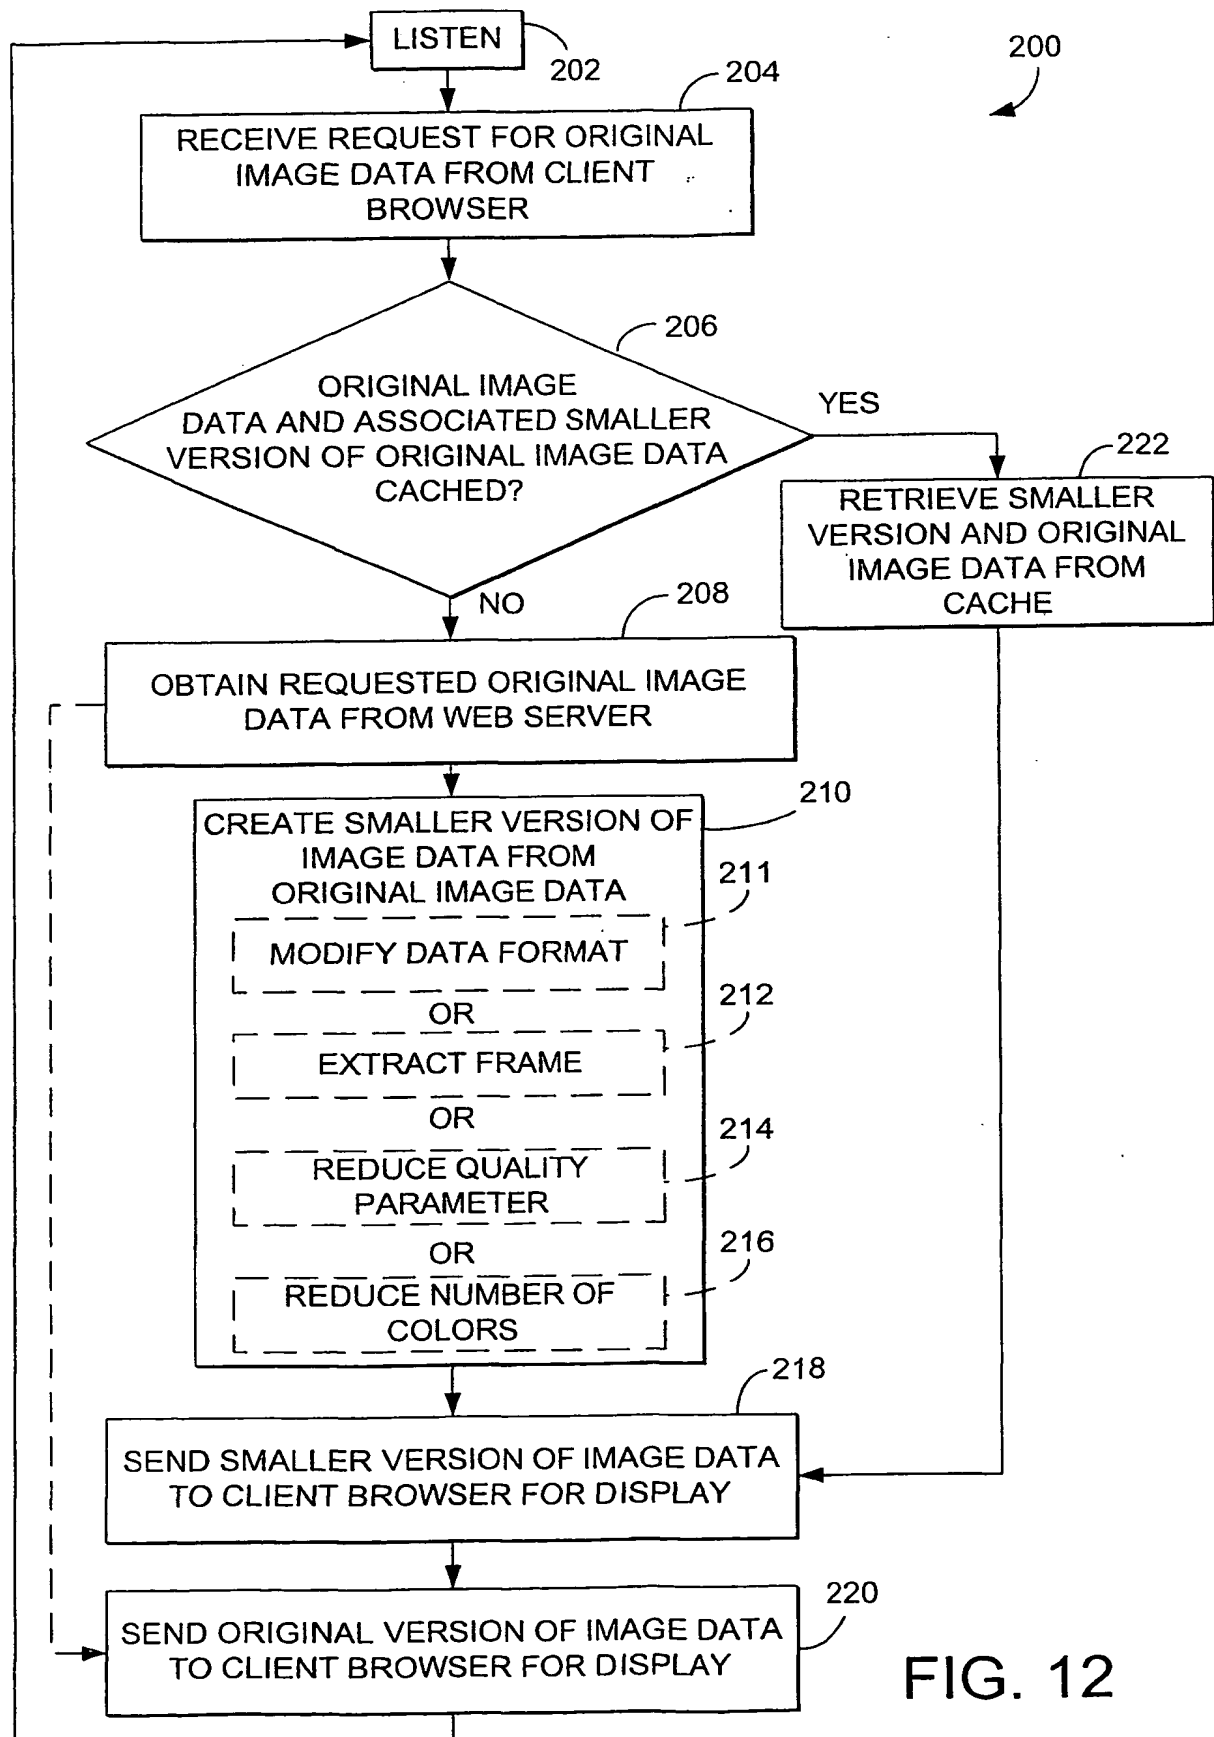 LISTEN
202
200
204
RECEIVE REQUEST FOR ORIGINAL
IMAGE DATA FROM CLIENT
BROWSER
206
ORIGINAL IMAGE
DATA AND ASSOCIATED SMALLER
VERSION OF ORIGINAL IMAGE DATA
CACHED?
YES
222
RETRIEVE SMALLER
VERSION AND ORIGINAL
IMAGE DATA FROM
CACHE
NO
208
OBTAIN REQUESTED ORIGINAL IMAGE
DATA FROM WEB SERVER
210
CREATE SMALLER VERSION OF
IMAGE DATA FROM
ORIGINAL IMAGE DATA
211
MODIFY DATA FORMAT
OR
212
EXTRACT FRAME
OR
214
REDUCE QUALITY
PARAMETER
OR
216
REDUCE NUMBER OF
COLORS
218
SEND SMALLER VERSION OF IMAGE DATA
TO CLIENT BROWSER FOR DISPLAY
220
SEND ORIGINAL VERSION OF IMAGE DATA
TO CLIENT BROWSER FOR DISPLAY
FIG. 12